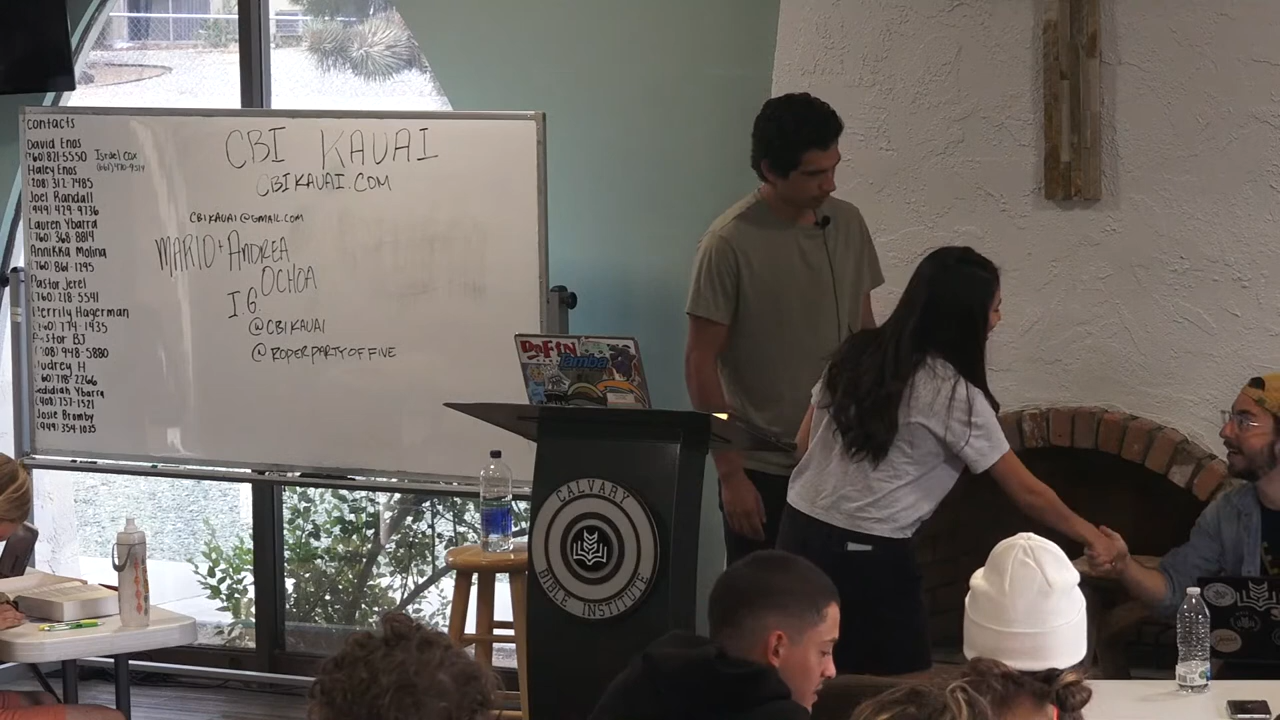 contacts
David Enos
(760)821-5550
Israel Cox
Haley Enos
(208) 312-7485
Joel Randall
(949) 429-9736
Lauren Ybarra
(760) 368-8814
Annikka Molina
(760) 861-1295
Pastor Jerel
(760) 218-5541
Merrily Hagerman
(760) 774-1435
Pastor BJ
(208) 948-5880
Audrey H
(760) 718-2266
Jedidiah Ybarra
(408) 757-1521
Josie Bromby
(949) 354-1035
CBI KAUAI
CBIKAUAI.COM
CBIKAUAI@GMAIL.COM
MARIO + ANDREA
OCHOA
I.G.
@CBIKAUAI
@ROPERPARTYOFFIVE
Tamba
CALVARY
BIBLE INSTITUTE